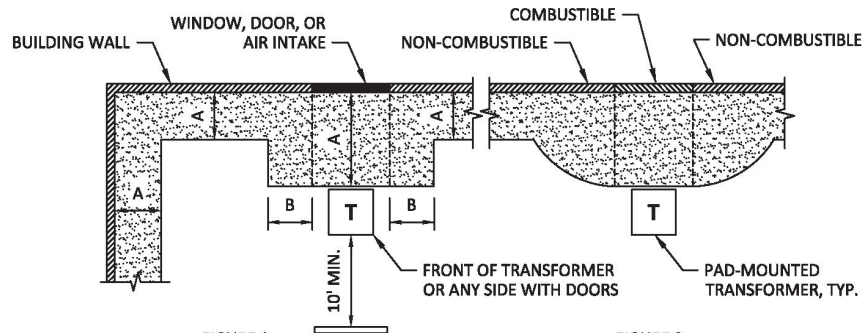 COMBUSTIBLE
WINDOW, DOOR, OR
AIR INTAKE
BUILDING WALL
NON-COMBUSTIBLE
NON-COMBUSTIBLE
A
A
A
A
B
B
T
T
10' MIN.
FRONT OF TRANSFORMER
OR ANY SIDE WITH DOORS
PAD-MOUNTED
TRANSFORMER, TYP.